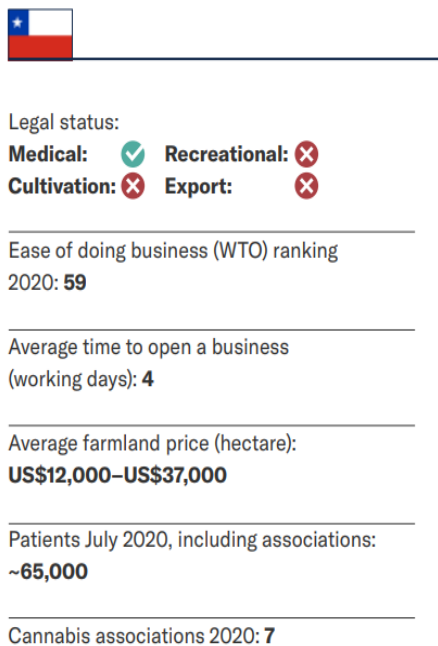 Legal status:
Medical: Recreational:
Cultivation: Export:
Ease of doing business (WTO) ranking
2020: 59
Average time to open a business
(working days): 4
Average farmland price (hectare):
US$12,000–US$37,000
Patients July 2020, including associations:
~65,000
Cannabis associations 2020: 7